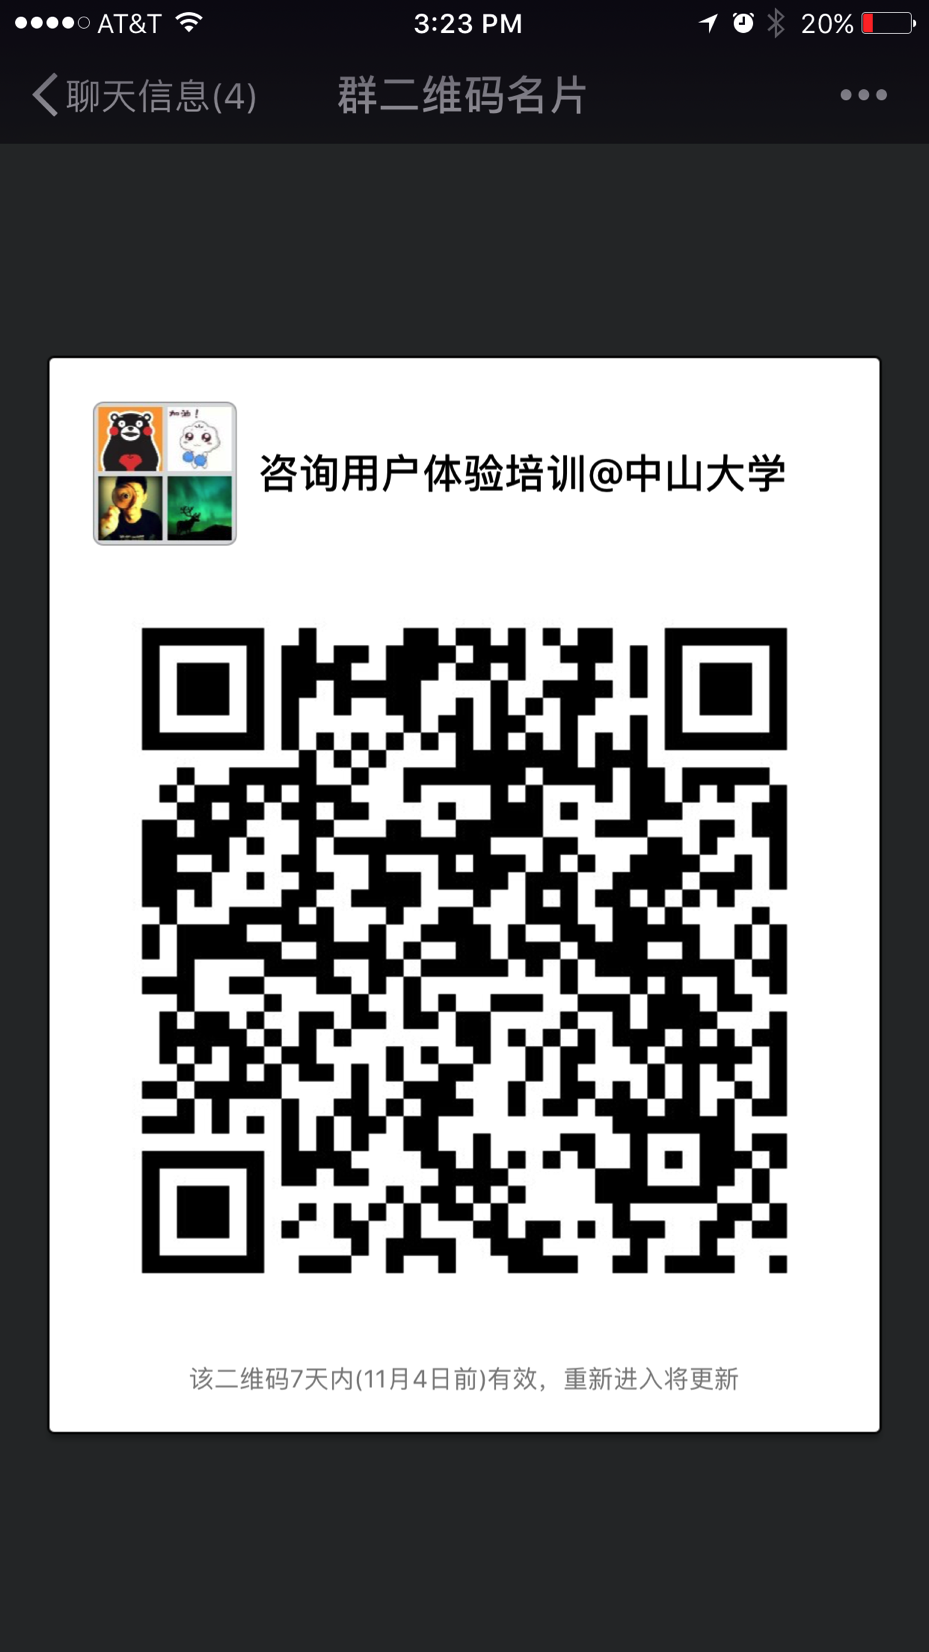 AT&T 3:23 PM 20%
聊天信息(4) 群二维码名片
加油!
咨询用户体验培训@中山大学
该二维码7天内(11月4日前)有效，重新进入将更新